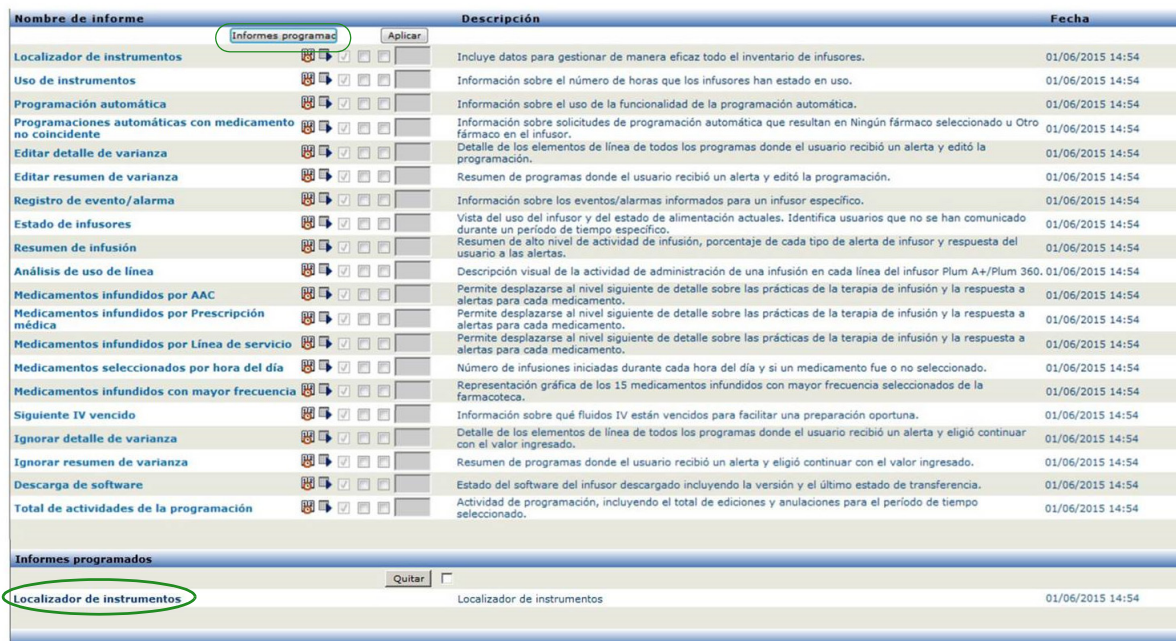 Nombre de informe Descripción Fecha
Informes programad Aplicar
Localizador de instrumentos Incluye datos para gestionar de manera eficaz todo el inventario de infusores. 01/06/2015 14:54
Uso de instrumentos Información sobre el número de horas que los infusores han estado en uso. 01/06/2015 14:54
Programación automática Información sobre el uso de la funcionalidad de la programación automática. 01/06/2015 14:54
Programaciones automáticas con medicamento no coincidente Información sobre solicitudes de programación automática que resultan en Ningún fármaco seleccionado u Otro fármaco en el infusor. 01/06/2015 14:54
Editar detalle de varianza Detalle de los elementos de línea de todos los programas donde el usuario recibió un alerta y editó la programación. 01/06/2015 14:54
Editar resumen de varianza Resumen de programas donde el usuario recibió un alerta y editó la programación. 01/06/2015 14:54
Registro de evento/alarma Información sobre los eventos/alarmas informados para un infusor específico. 01/06/2015 14:54
Estado de infusores Vista del uso del infusor y del estado de alimentación actuales. Identifica usuarios que no se han comunicado durante un período de tiempo específico. 01/06/2015 14:54
Resumen de infusión Resumen de alto nivel de actividad de infusión, porcentaje de cada tipo de alerta de infusor y respuesta del usuario a las alertas. 01/06/2015 14:54
Análisis de uso de línea Descripción visual de la actividad de administración de una infusión en cada línea del infusor Plum A+/Plum 360. 01/06/2015 14:54
Medicamentos infundidos por AAC Permite desplazarse al nivel siguiente de detalle sobre las prácticas de la terapia de infusión y la respuesta a alertas para cada medicamento. 01/06/2015 14:54
Medicamentos infundidos por Prescripción médica Permite desplazarse al nivel siguiente de detalle sobre las prácticas de la terapia de infusión y la respuesta a alertas para cada medicamento. 01/06/2015 14:54
Medicamentos infundidos por Línea de servicio Permite desplazarse al nivel siguiente de detalle sobre las prácticas de la terapia de infusión y la respuesta a alertas para cada medicamento. 01/06/2015 14:54
Medicamentos seleccionados por hora del día Número de infusiones iniciadas durante cada hora del día y si un medicamento fue o no seleccionado. 01/06/2015 14:54
Medicamentos infundidos con mayor frecuencia Representación gráfica de los 15 medicamentos infundidos con mayor frecuencia seleccionados de la farmacoteca. 01/06/2015 14:54
Siguiente IV vencido Información sobre qué fluidos IV están vencidos para facilitar una preparación oportuna. 01/06/2015 14:54
Ignorar detalle de varianza Detalle de los elementos de línea de todos los programas donde el usuario recibió un alerta y eligió continuar con el valor ingresado. 01/06/2015 14:54
Ignorar resumen de varianza Resumen de programas donde el usuario recibió un alerta y eligió continuar con el valor ingresado. 01/06/2015 14:54
Descarga de software Estado del software del infusor descargado incluyendo la versión y el último estado de transferencia. 01/06/2015 14:54
Total de actividades de la programación Actividad de programación, incluyendo el total de ediciones y anulaciones para el período de tiempo seleccionado. 01/06/2015 14:54
Informes programados
Quitar
Localizador de instrumentos Localizador de instrumentos 01/06/2015 14:54